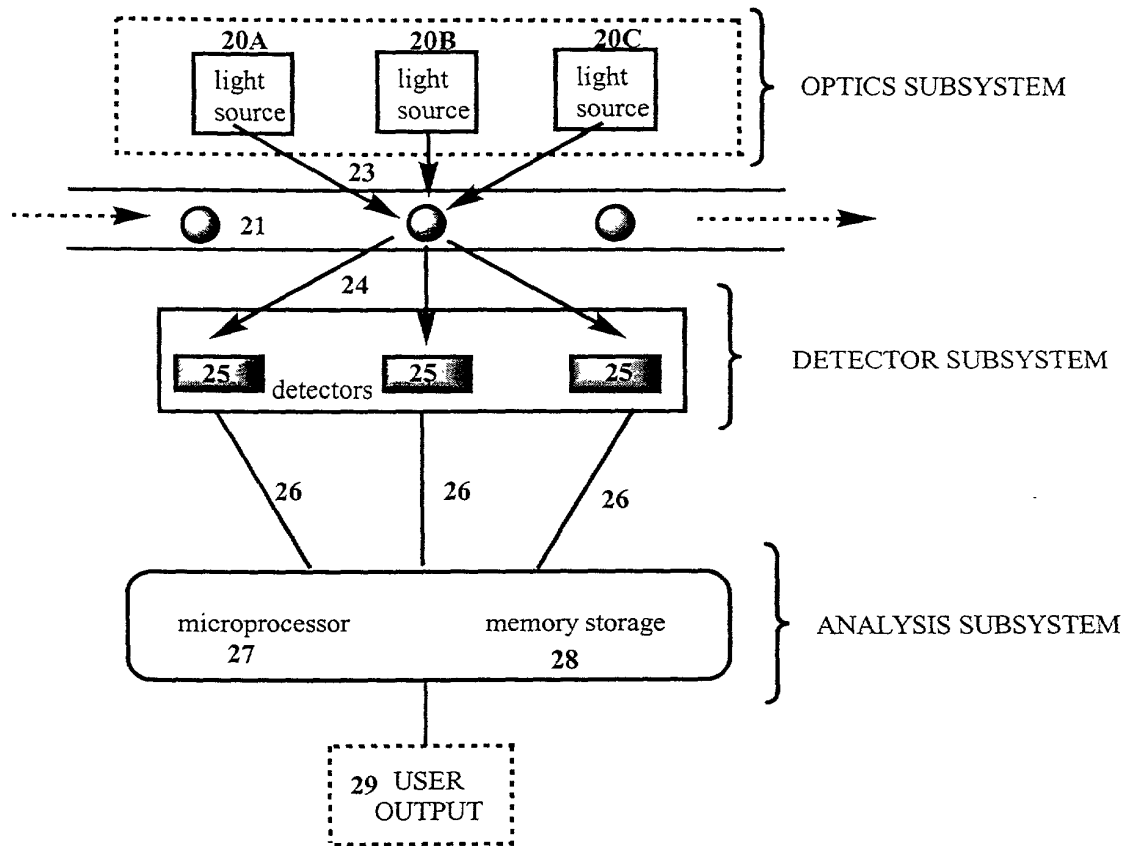 20A 20B 20C
light source
light source
light source
OPTICS SUBSYSTEM
23
21
24
25 25 25
detectors
DETECTOR SUBSYSTEM
26 26 26
microprocessor
27
memory storage
28
ANALYSIS SUBSYSTEM
29 USER
OUTPUT